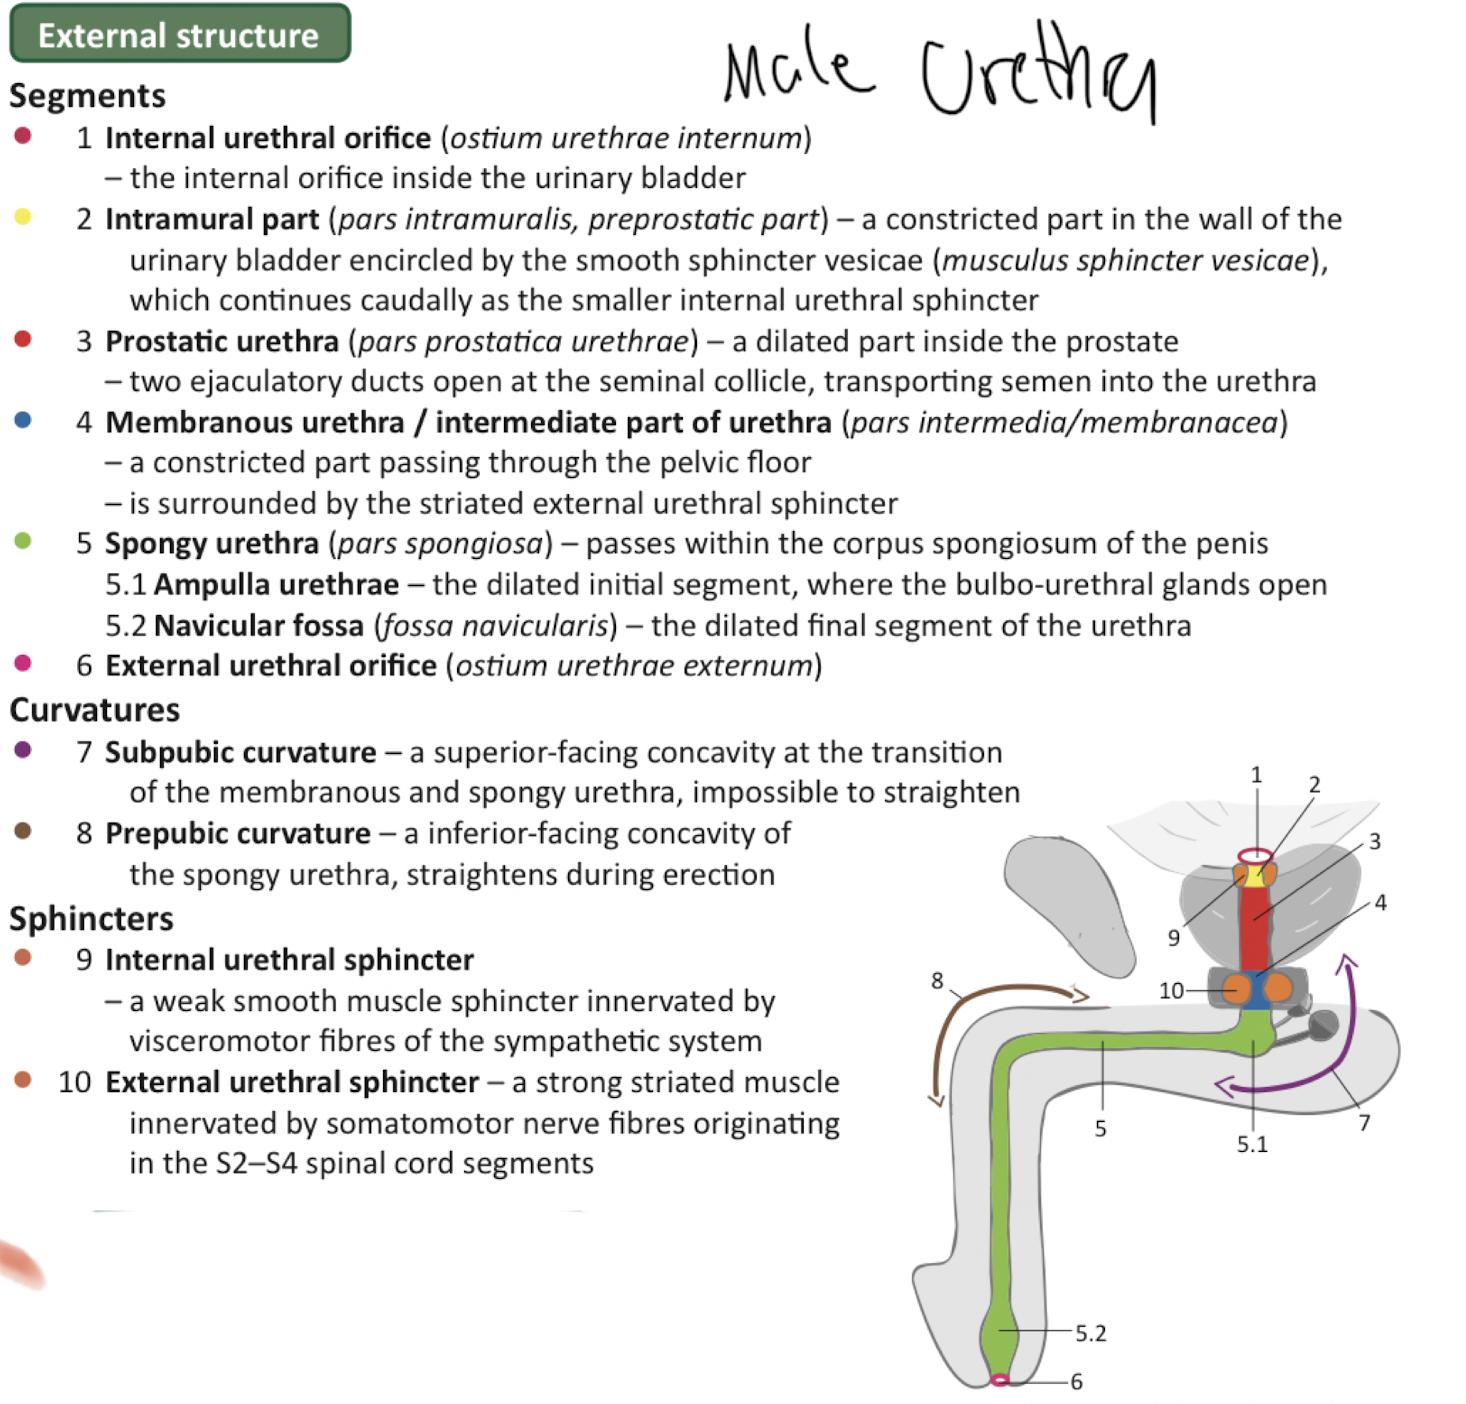 External structure
Male Urethra
Segments
1 Internal urethral orifice (ostium urethrae internum)
– the internal orifice inside the urinary bladder
2 Intramural part (pars intramuralis, preprostatic part) – a constricted part in the wall of the
urinary bladder encircled by the smooth sphincter vesicae (musculus sphincter vesicae),
which continues caudally as the smaller internal urethral sphincter
3 Prostatic urethra (pars prostatica urethrae) – a dilated part inside the prostate
– two ejaculatory ducts open at the seminal collicle, transporting semen into the urethra
4 Membranous urethra / intermediate part of urethra (pars intermedia/membranacea)
– a constricted part passing through the pelvic floor
– is surrounded by the striated external urethral sphincter
5 Spongy urethra (pars spongiosa) – passes within the corpus spongiosum of the penis
5.1 Ampulla urethrae – the dilated initial segment, where the bulbo-urethral glands open
5.2 Navicular fossa (fossa navicularis) – the dilated final segment of the urethra
6 External urethral orifice (ostium urethrae externum)
Curvatures
7 Subpubic curvature – a superior-facing concavity at the transition
of the membranous and spongy urethra, impossible to straighten
8 Prepubic curvature – a inferior-facing concavity of
the spongy urethra, straightens during erection
Sphincters
9 Internal urethral sphincter
– a weak smooth muscle sphincter innervated by
visceromotor fibres of the sympathetic system
10 External urethral sphincter – a strong striated muscle
innervated by somatomotor nerve fibres originating
in the S2–S4 spinal cord segments
1
2
3
4
9
8
10
5
5.1
7
5.2
6